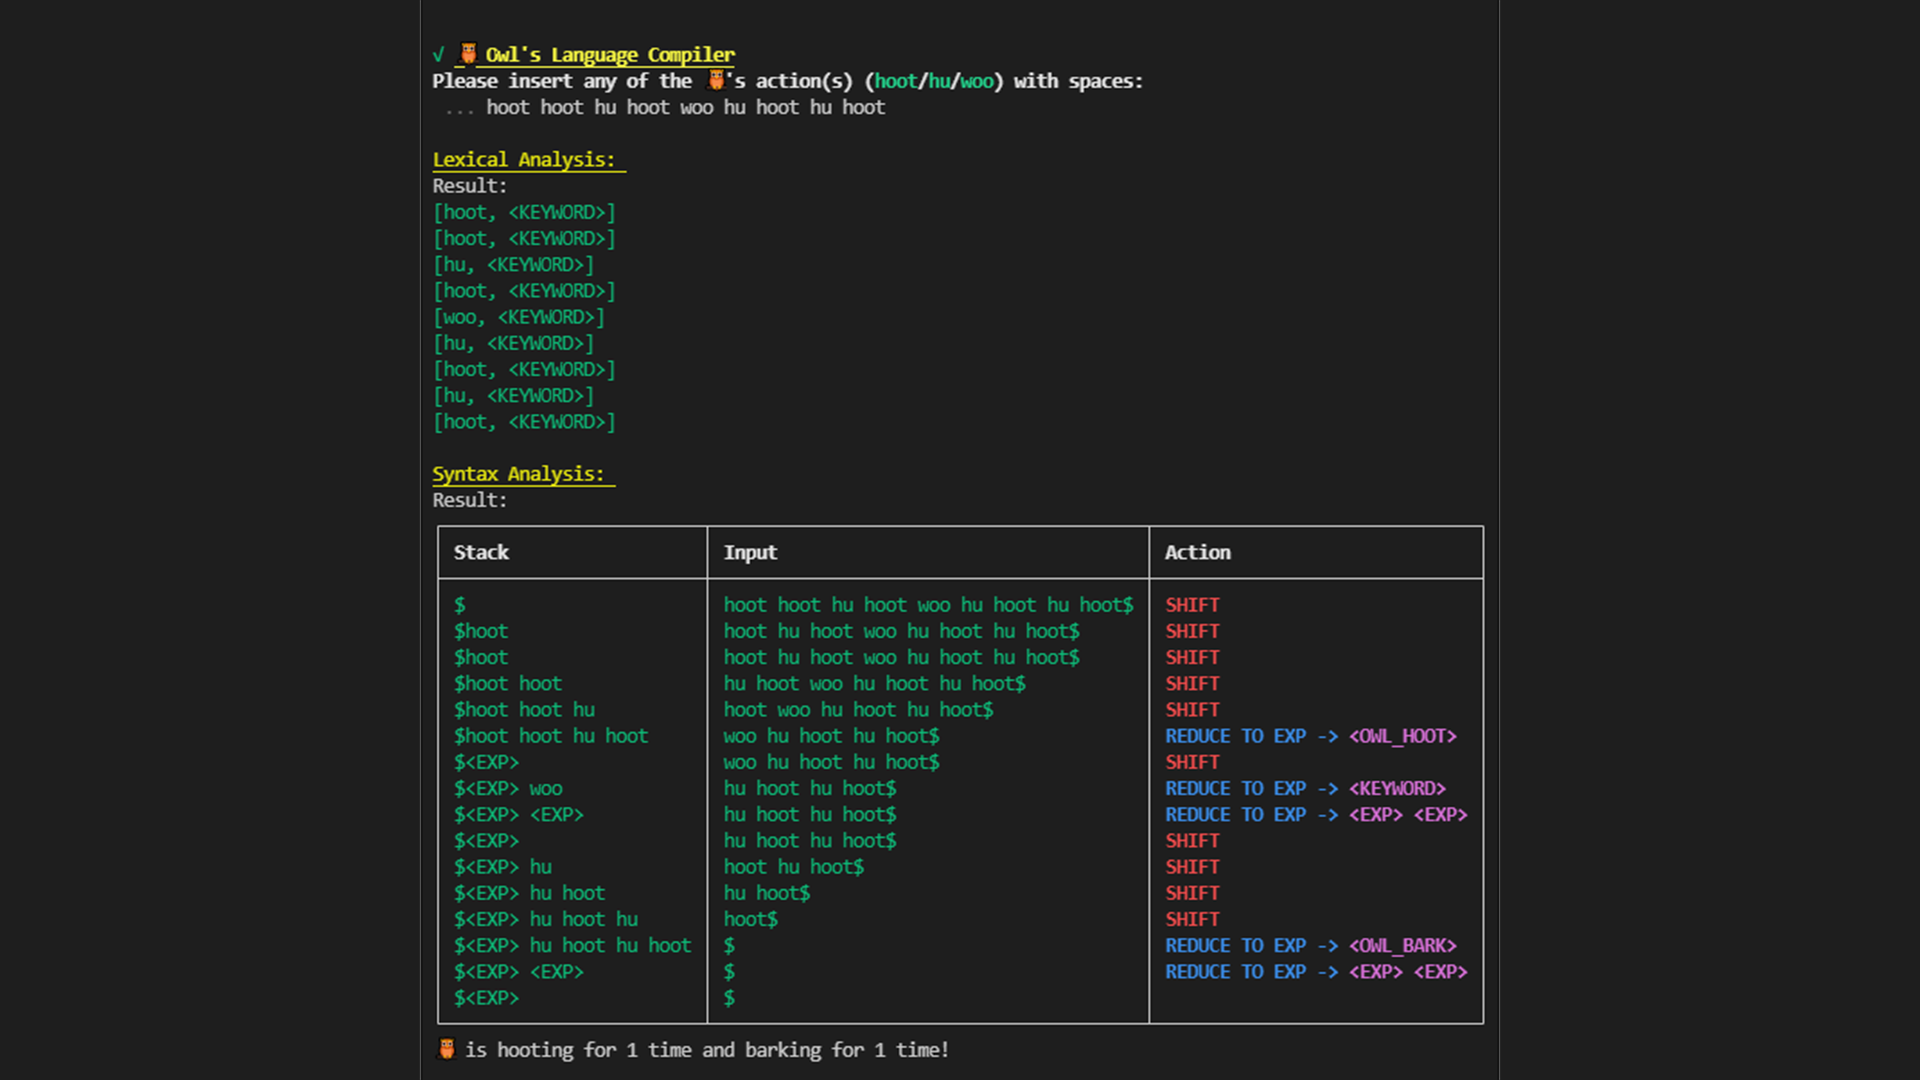 √ 🦉 Owl's Language Compiler
Please insert any of the 🦉's action(s) (hoot/hu/woo) with spaces:
... hoot hoot hu hoot woo hu hoot hu hoot
Lexical Analysis:
Result:
[hoot, <KEYWORD>]
[hoot, <KEYWORD>]
[hu, <KEYWORD>]
[hoot, <KEYWORD>]
[woo, <KEYWORD>]
[hu, <KEYWORD>]
[hoot, <KEYWORD>]
[hu, <KEYWORD>]
[hoot, <KEYWORD>]
Syntax Analysis:
Result:
Stack Input Action
$ hoot hoot hu hoot woo hu hoot hu hoot$ SHIFT
$hoot hoot hu hoot woo hu hoot hu hoot$ SHIFT
$hoot hoot hu hoot woo hu hoot hu hoot$ SHIFT
$hoot hoot hu hoot woo hu hoot hu hoot$ SHIFT
$hoot hoot hu hoot woo hu hoot hu hoot$ SHIFT
$hoot hoot hu hoot woo hu hoot hu hoot$ REDUCE TO EXP -> <OWL_HOOT>
$<EXP> woo hu hoot hu hoot$ SHIFT
$<EXP> woo hu hoot hu hoot$ REDUCE TO EXP -> <KEYWORD>
$<EXP> <EXP> hu hoot hu hoot$ REDUCE TO EXP -> <EXP> <EXP>
$<EXP> hu hoot hu hoot$ SHIFT
$<EXP> hu hoot hu hoot$ SHIFT
$<EXP> hu hoot hu hoot$ SHIFT
$<EXP> hu hoot hu hoot$ SHIFT
$<EXP> hu hoot hu hoot $ REDUCE TO EXP -> <OWL_BARK>
$<EXP> <EXP> $ REDUCE TO EXP -> <EXP> <EXP>
$<EXP> $
🦉 is hooting for 1 time and barking for 1 time!